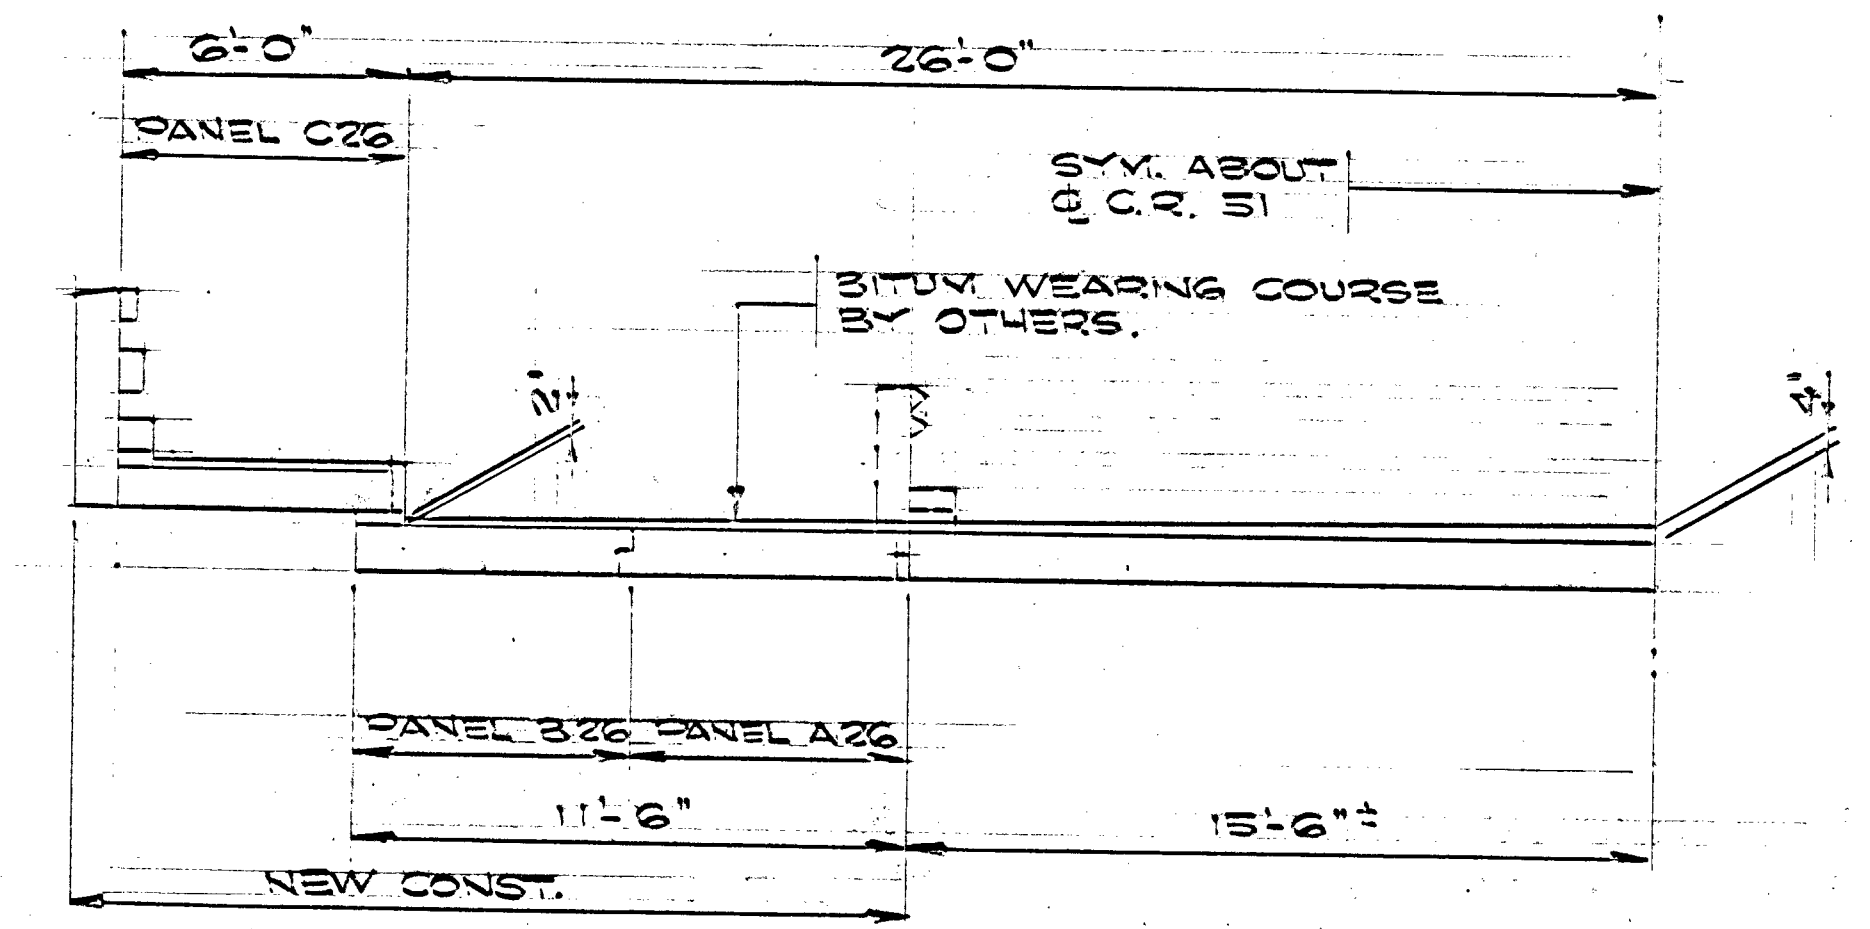 6'-0"
26'-0"
PANEL C26
SYM. ABOUT
℄ C.R. 51
BITUM. WEARING COURSE
BY OTHERS.
2"
4"
PANEL B26 PANEL A26
11'-6"
15'-6" ±
NEW CONST.